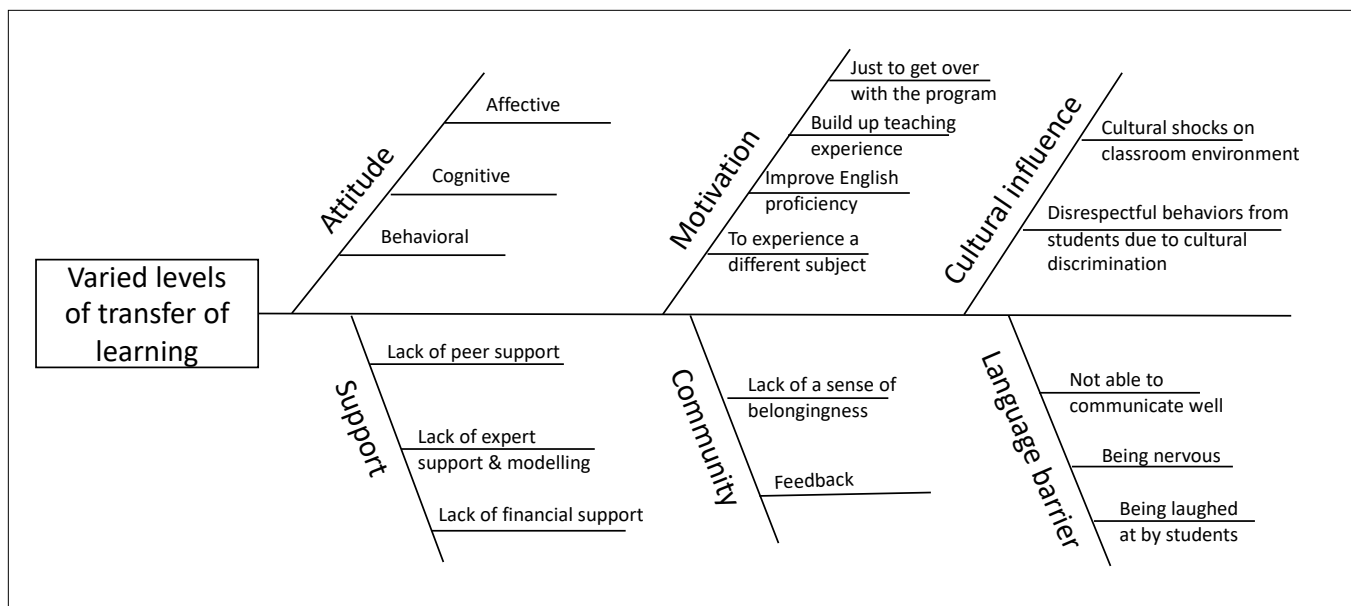 Varied levels
of transfer of
learning
Attitude
Affective
Cognitive
Behavioral
Motivation
Just to get over
with the program
Build up teaching
experience
Improve English
proficiency
To experience a
different subject
Cultural influence
Cultural shocks on
classroom environment
Disrespectful behaviors from
students due to cultural
discrimination
Support
Lack of peer support
Lack of expert
support & modelling
Lack of financial support
Community
Lack of a sense of
belongingness
Feedback
Language barrier
Not able to
communicate well
Being nervous
Being laughed
at by students